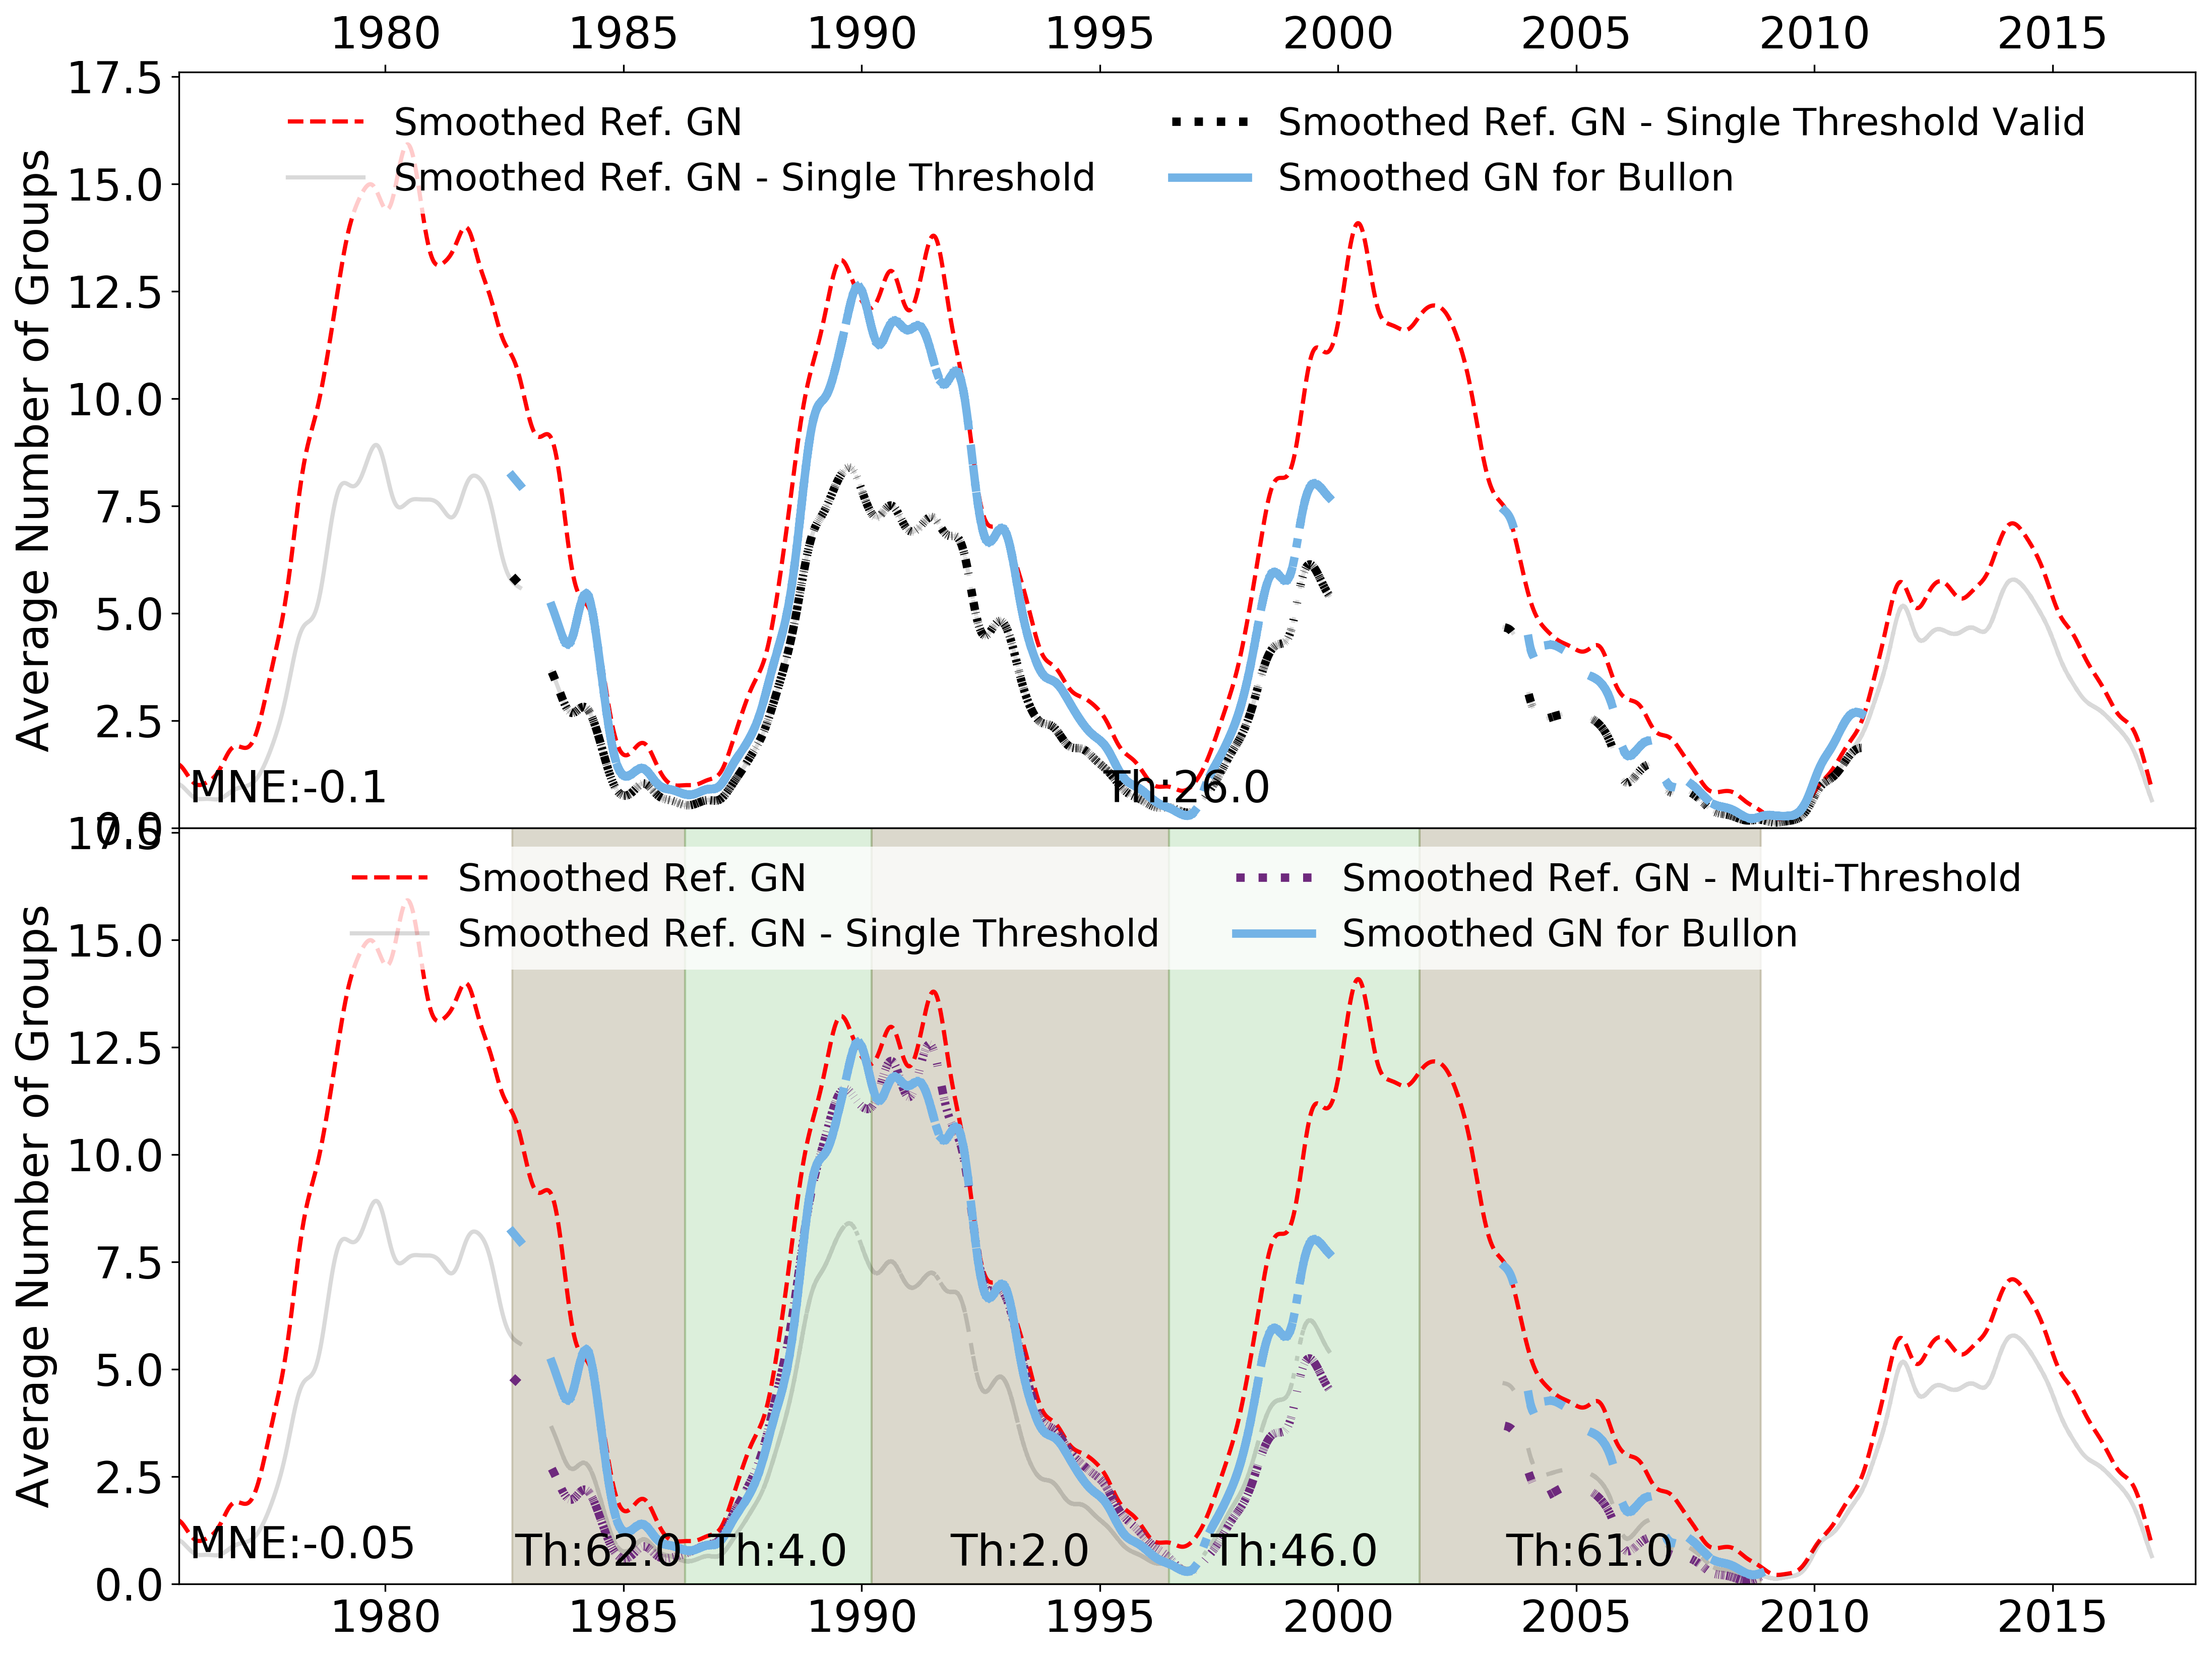 1980 1985 1990 1995 2000 2005 2010 2015
17.5
15.0
12.5
10.0
7.5
5.0
2.5
0.0
Average Number of Groups
Smoothed Ref. GN
Smoothed Ref. GN - Single Threshold
Smoothed Ref. GN - Single Threshold Valid
Smoothed GN for Bullon
MNE:-0.1
Th:26.0
17.5
15.0
12.5
10.0
7.5
5.0
2.5
0.0
Average Number of Groups
Smoothed Ref. GN
Smoothed Ref. GN - Single Threshold
Smoothed Ref. GN - Multi-Threshold
Smoothed GN for Bullon
MNE:-0.05
Th:62.0
Th:4.0
Th:2.0
Th:46.0
Th:61.0
1980 1985 1990 1995 2000 2005 2010 2015